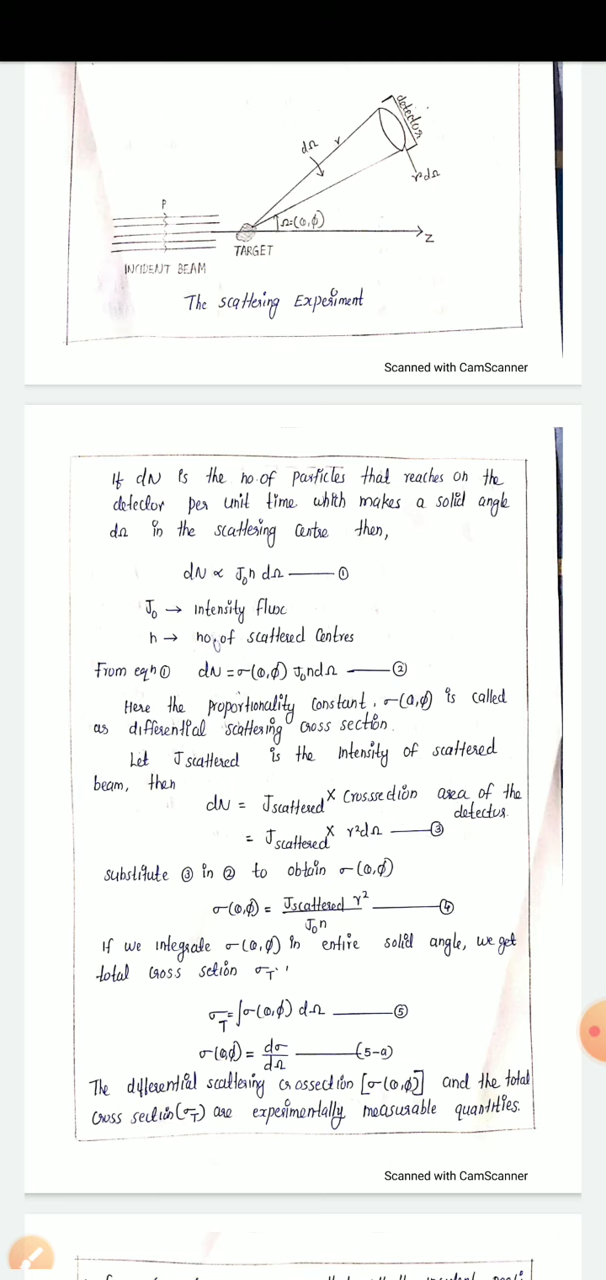 detector
dΩ
r
r²dΩ
P
Ω=(θ,ϕ)
Z
TARGET
INCIDENT BEAM
The scattering Experiment
Scanned with CamScanner
If dN is the no.of particles that reaches on the
detector per unit time which makes a solid angle
dΩ in the scattering centre then,
dN ∝ J₀n dΩ ——— ①
J₀ → Intensity flux
n → no.of scattered centres
From eqn ① dN = σ(θ,ϕ) J₀ndΩ ——— ②
Here the proportionality constant, σ(θ,ϕ) is called
as differential scattering cross section.
Let Jscattered is the intensity of scattered
beam, then
dN = Jscattered × crosssection area of the
detector
= Jscattered × r²dΩ ——— ③
substitute ③ in ② to obtain σ(θ,ϕ)
σ(θ,ϕ) = Jscattered r² ——— ④
J₀n
If we integrate σ(θ,ϕ) in entire solid angle, we get
total cross setion σT.
σT = ∫σ(θ,ϕ) dΩ ——— ⑤
σ(θ,ϕ) = dσ/dΩ ——— (5-a)
The differential scattering crossection [σ(θ,ϕ)] and the total
cross section (σT) are experimentally measurable quantities.
Scanned with CamScanner